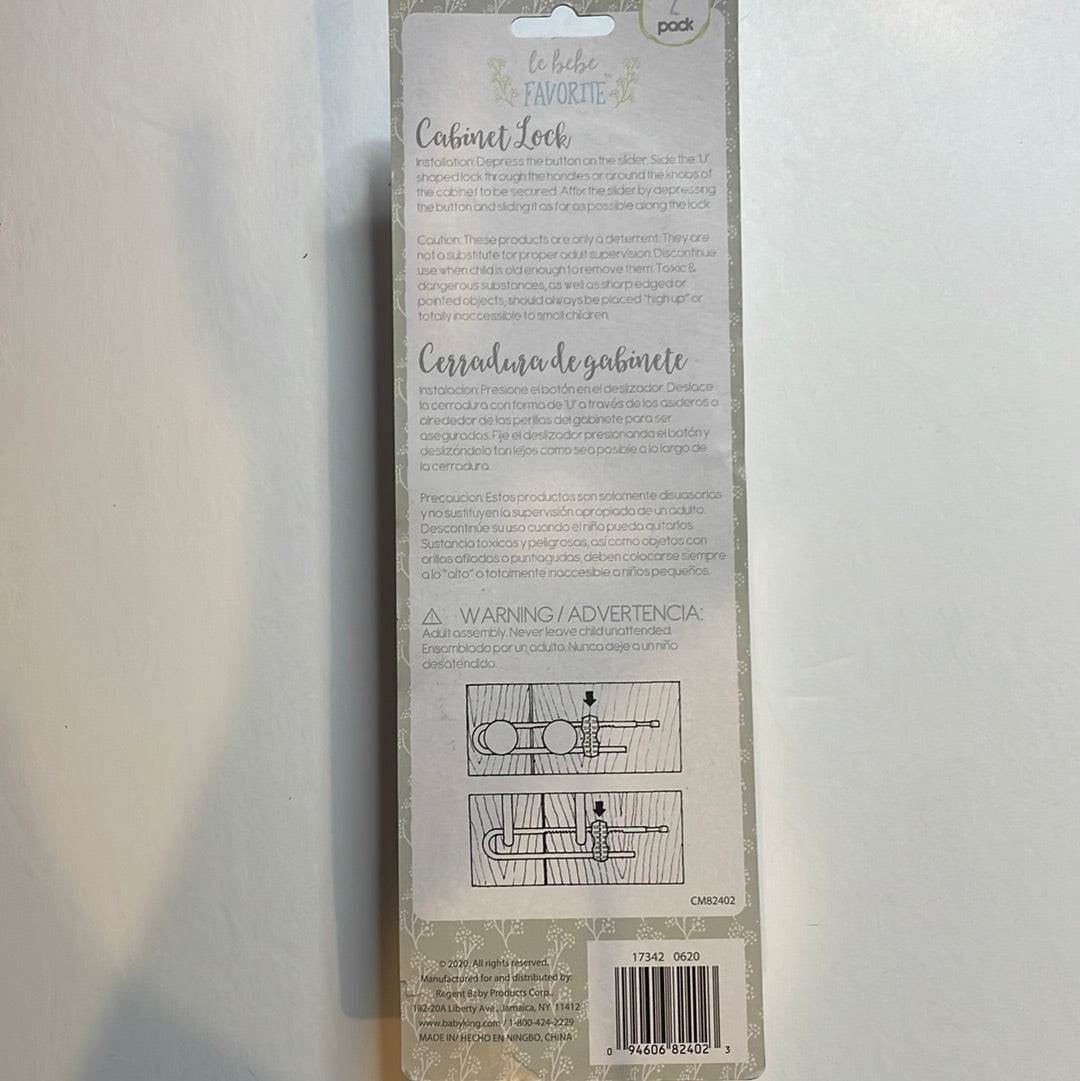 2
pack
le bebe
FAVORITE™
Cabinet Lock
Installation: Depress the button on the slider. Slide the 'U'
shaped lock through the handles or around the knobs of
the cabinet to be secured. Affix the slider by depressing
the button and sliding it as far as possible along the lock.
Caution: These products are only a deterrent. They are
not a substitute for proper adult supervision. Discontinue
use when child is old enough to remove them. Toxic &
dangerous substances, as well as sharp edged or
pointed objects, should always be placed "high up" or
totally inaccessible to small children.
Cerradura de gabinete
Instalacion: Presione el botón en el deslizador. Deslace
la cerradura con forma de 'U' a través de los asideros o
alrededor de las perillas del gabinete para ser
aseguradas. Fije el deslizador presionando el botón y
deslizándolo tan lejos como sea posible a lo largo de
la cerradura.
Precaucion: Estos productos son solamente disuasorias
y no sustituyen la supervisión apropiada de un adulto.
Descontinúe su uso cuando el niño pueda quitarlos.
Sustancia toxicas y peligrosas, así como objetos con
orillas afiladas o puntiagudas, deben colocarse siempre
a lo "alto" o totalmente inaccesible a niños pequeños.
WARNING / ADVERTENCIA:
Adult assembly. Never leave child unattended.
Ensamblado por un adulto. Nunca deje a un niño
desatendido.
CM82402
© 2020, All rights reserved.
Manufactured for and distributed by:
Regent Baby Products Corp.
182-20A Liberty Ave., Jamaica, NY 11412
www.babyking.com / 1-800-424-2229
MADE IN/ HECHO EN NINGBO, CHINA
17342 0620
0 94606 82402 3